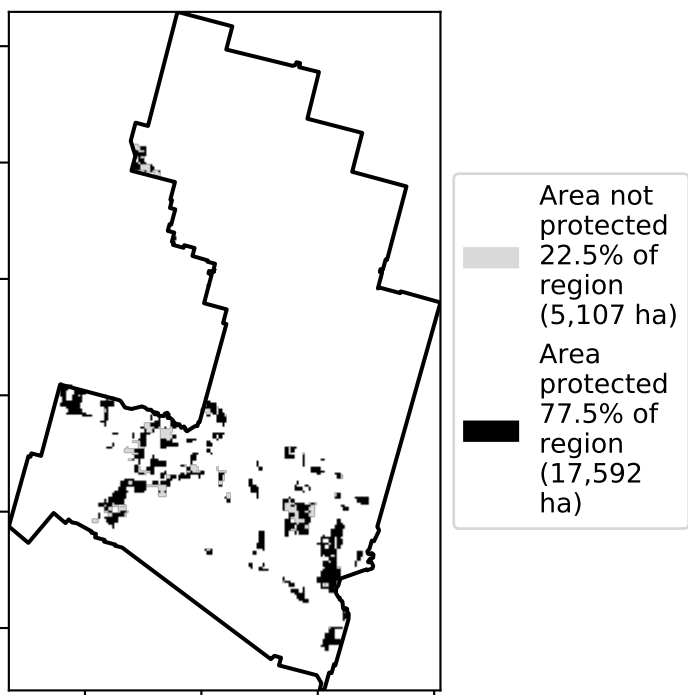 Area not
protected
22.5% of
region
(5,107 ha)
Area
protected
77.5% of
region
(17,592
ha)